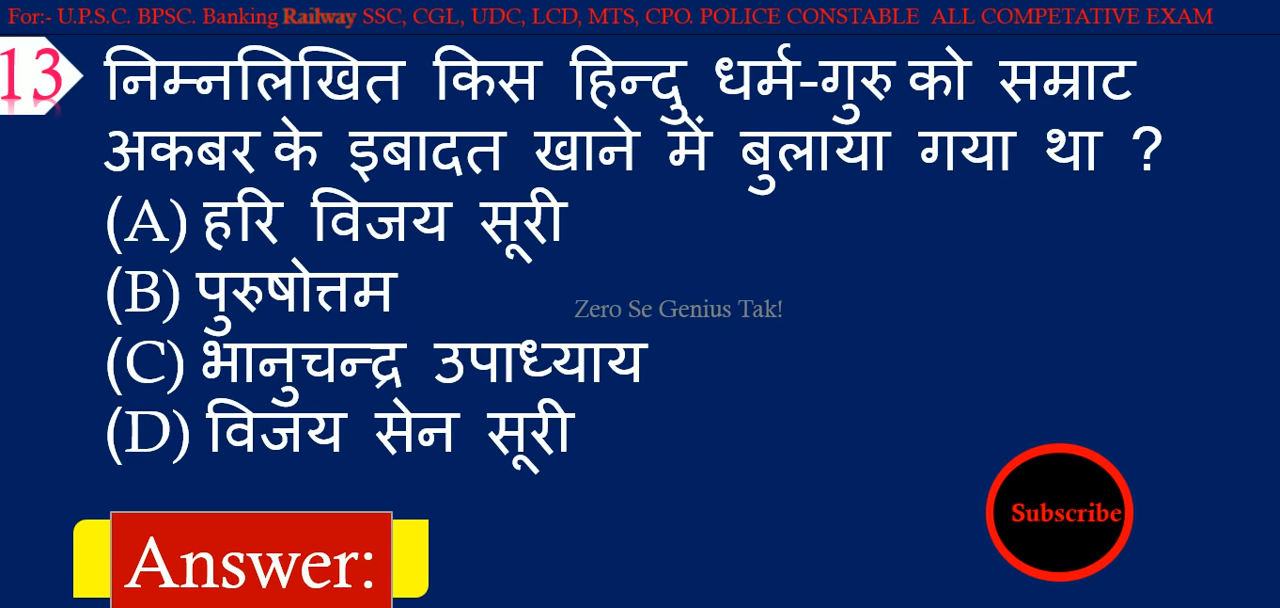 For:- U.P.S.C. BPSC. Banking Railway SSC, CGL, UDC, LCD, MTS, CPO. POLICE CONSTABLE ALL COMPETATIVE EXAM
13 निम्नलिखित किस हिन्दु धर्म-गुरु को सम्राट
अकबर के इबादत खाने में बुलाया गया था ?
(A) हरि विजय सूरी
(B) पुरुषोत्तम
Zero Se Genius Tak!
(C) भानुचन्द्र उपाध्याय
(D) विजय सेन सूरी
Subscribe
Answer: